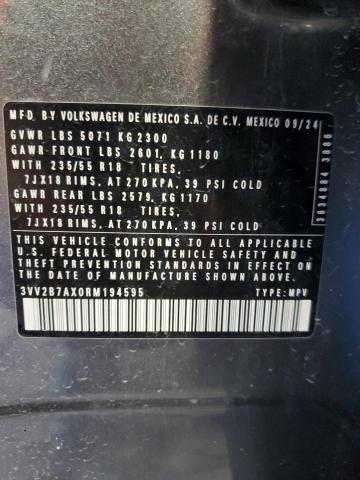 MFD BY VOLKSWAGEN DE MEXICO S.A. DE C.V. MEXICO 09/24
GVWR LBS 5071 KG 2300
GAWR FRONT LBS 2601, KG 1180
WITH 235/55 R18 TIRES,
7JX18 RIMS, AT 270 KPA, 39 PSI COLD
GAWR REAR LBS 2579, KG 1170
WITH 235/55 R18 TIRES,
7JX18 RIMS, AT 270 KPA, 39 PSI COLD
THIS VEHICLE CONFORMS TO ALL APPLICABLE
U.S. FEDERAL MOTOR VEHICLE SAFETY AND
THEFT PREVENTION STANDARDS IN EFFECT ON THE
DATE OF MANUFACTURE SHOWN ABOVE
3VV2B7AX0RM194595 TYPE: MPV
3634884 3886